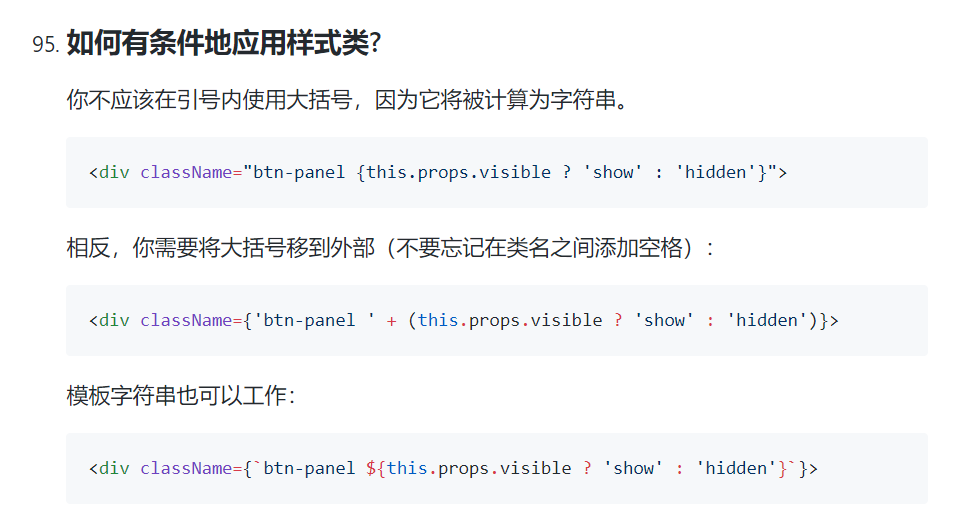 95. 如何有条件地应用样式类?
你不应该在引号内使用大括号，因为它将被计算为字符串。
<div className="btn-panel {this.props.visible ? 'show' : 'hidden'}">
相反，你需要将大括号移到外部（不要忘记在类名之间添加空格）：
<div className={'btn-panel ' + (this.props.visible ? 'show' : 'hidden')}>
模板字符串也可以工作：
<div className={`btn-panel ${this.props.visible ? 'show' : 'hidden'}`}>